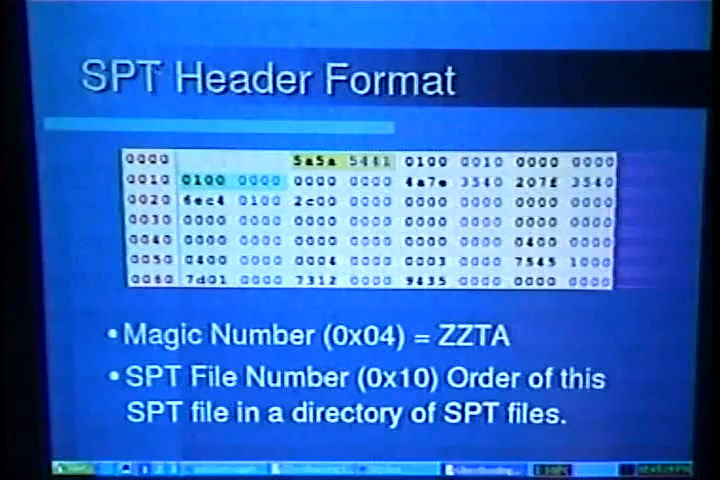 SPT Header Format
0000 5a5a 5441 0100 0010 0000 0000
0010 0100 0000 0000 0000 4a7e 3540 207f 3540
0020 6ec4 0100 2c00 0000 0000 0000 0000 0000
0030 0000 0000 0000 0000 0000 0000 0000 0000
0040 0000 0000 0000 0000 0000 0000 0400 0000
0050 0400 0000 0004 0000 0003 0000 7545 1000
0060 7d01 0000 7312 0000 9435 0000 0000 0000
•Magic Number (0x04) = ZZTA
•SPT File Number (0x10) Order of this
SPT file in a directory of SPT files.